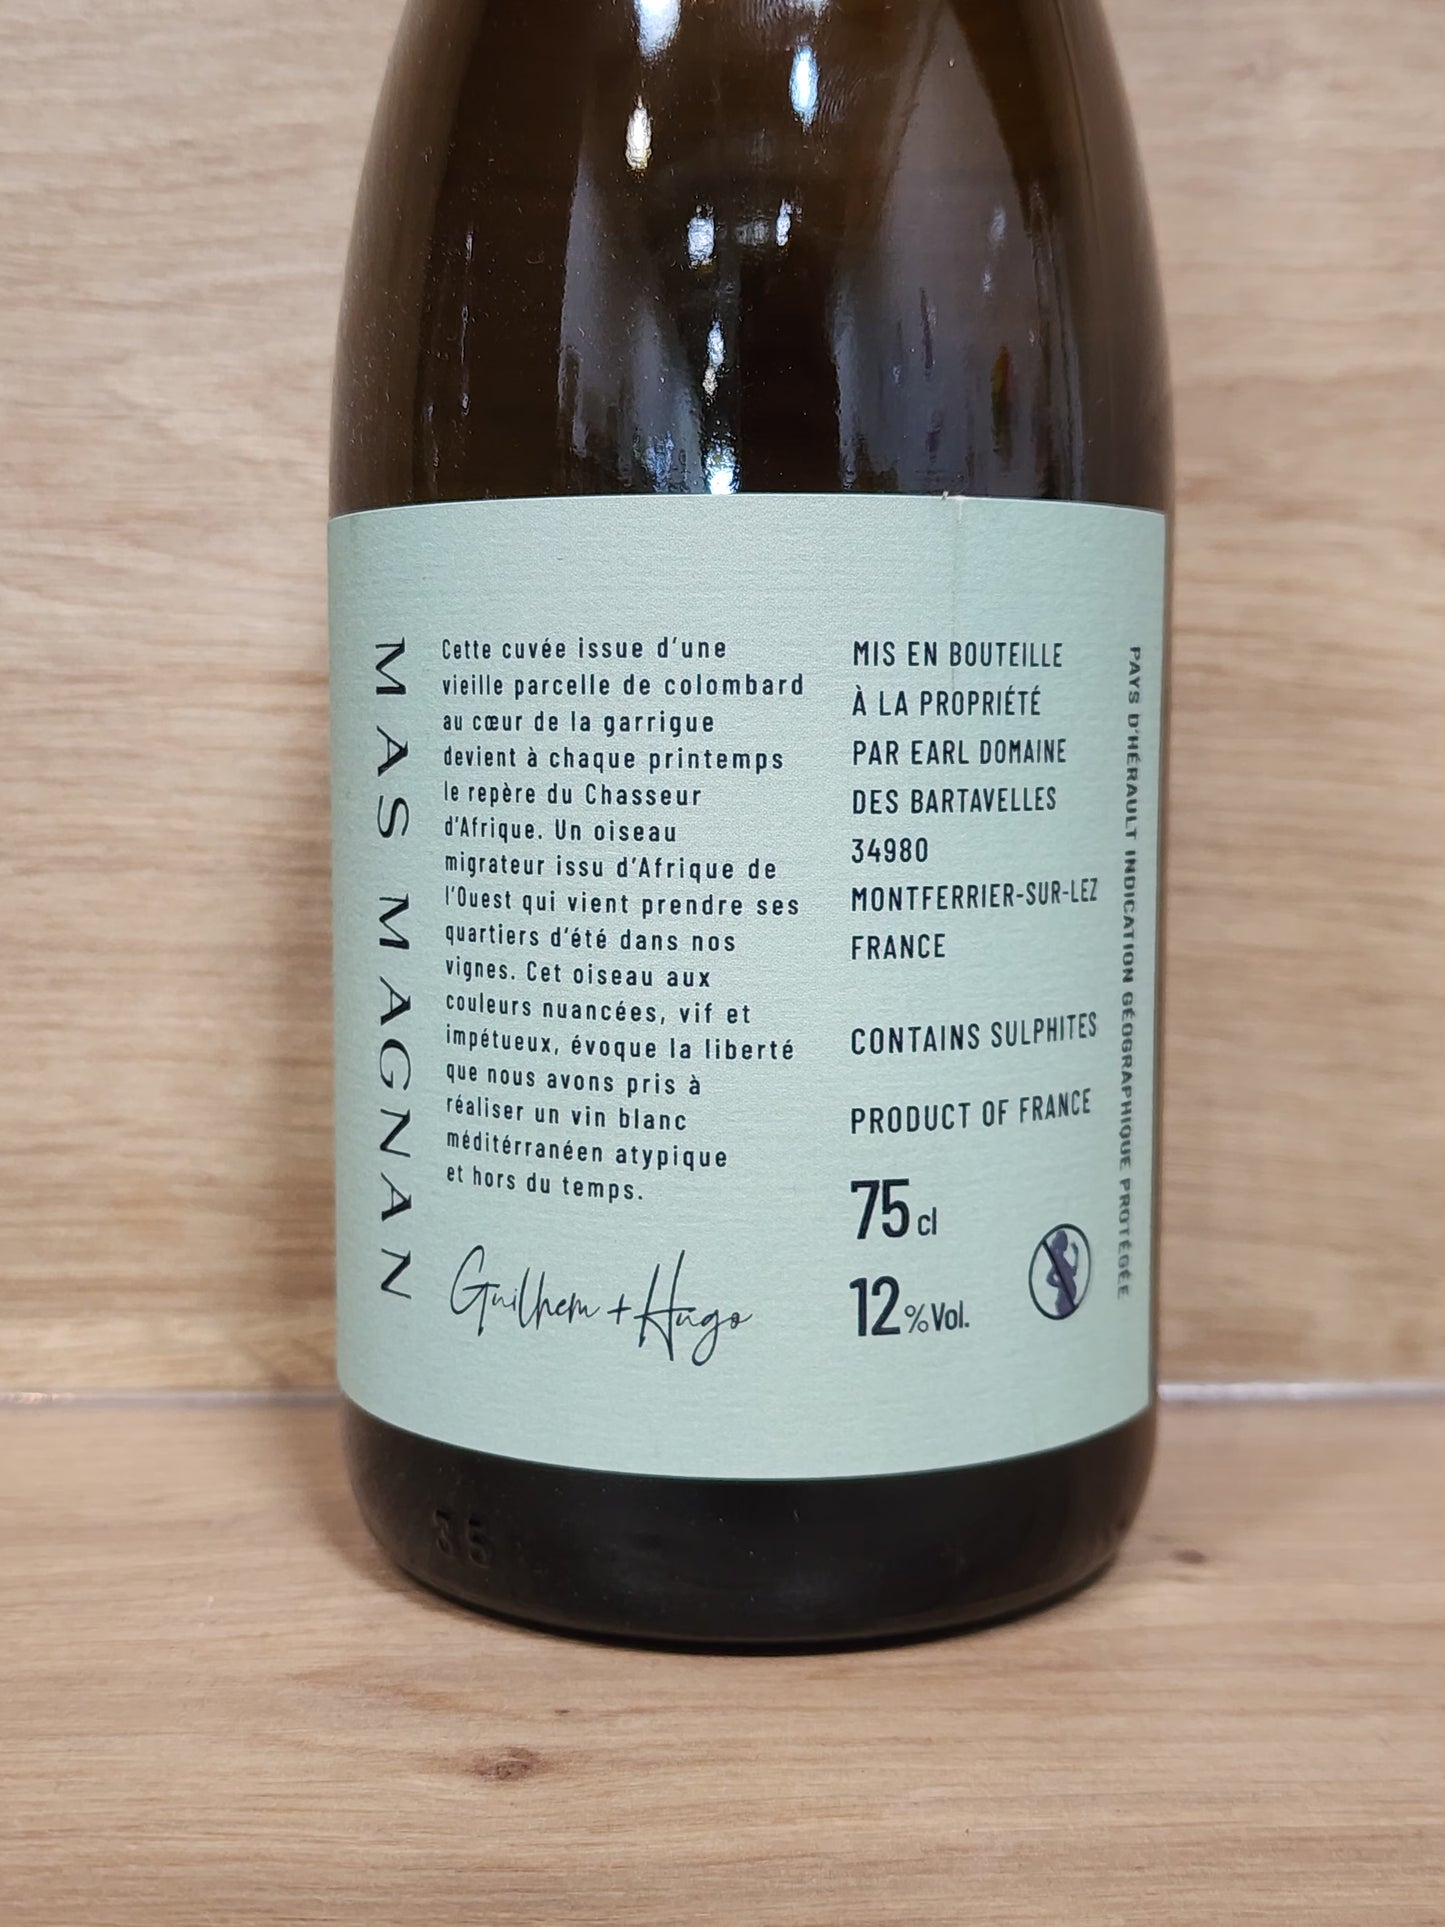 MAS MAGNAN
Cette cuvée issue d'une
vieille parcelle de colombard
au cœur de la garrigue
devient à chaque printemps
le repère du Chasseur
d'Afrique. Un oiseau
migrateur issu d'Afrique de
l'Ouest qui vient prendre ses
quartiers d'été dans nos
vignes. Cet oiseau aux
couleurs nuancées, vif et
impétueux, évoque la liberté
que nous avons pris à
réaliser un vin blanc
méditérranéen atypique
et hors du temps.
Guilhem + Hugo
MIS EN BOUTEILLE
À LA PROPRIÉTÉ
PAR EARL DOMAINE
DES BARTAVELLES
34980
MONTFERRIER-SUR-LEZ
FRANCE
CONTAINS SULPHITES
PRODUCT OF FRANCE
75 cl
12 % Vol.
PAYS D'HÉRAULT INDICATION GÉOGRAPHIQUE PROTÉGÉE
35